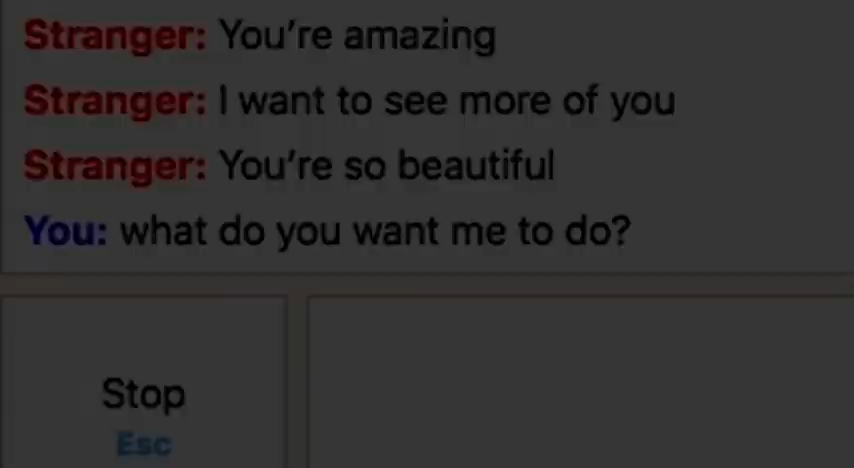 Stranger: You're amazing
Stranger: I want to see more of you
Stranger: You're so beautiful
You: what do you want me to do?
Stop
Esc